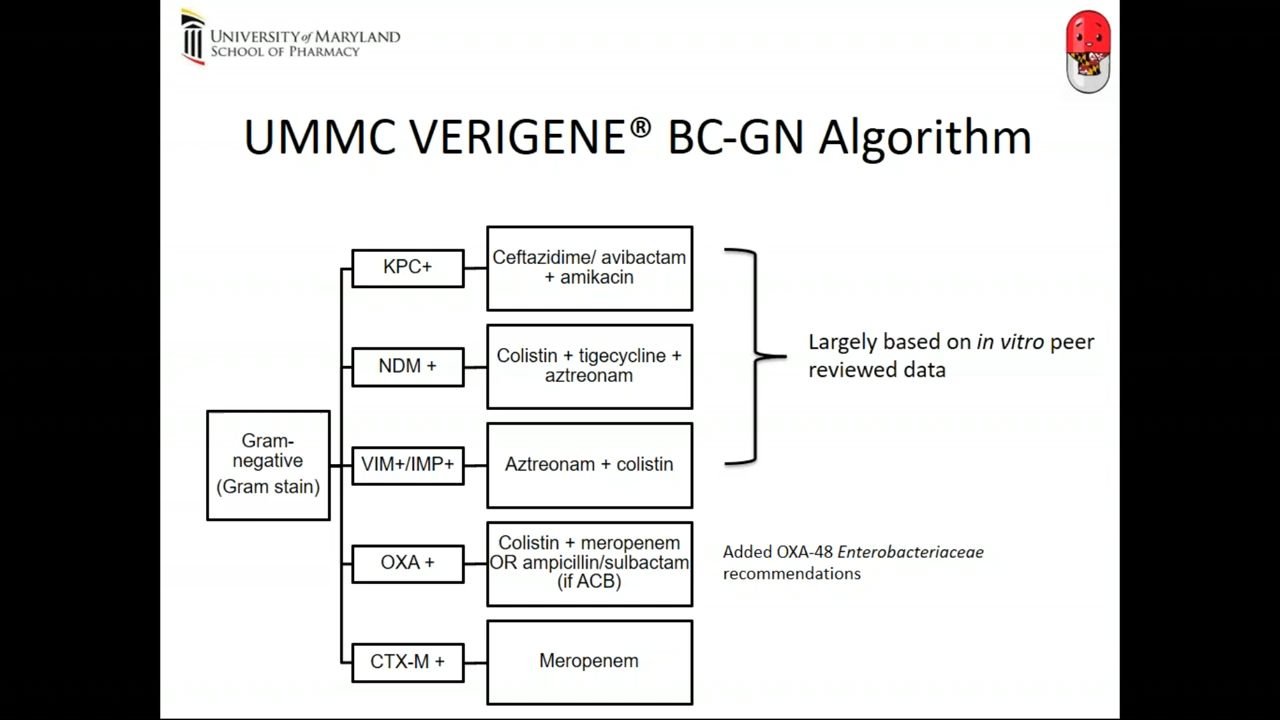 UNIVERSITY of MARYLAND
SCHOOL OF PHARMACY
UMMC VERIGENE® BC-GN Algorithm
Gram-
negative
(Gram stain)
KPC+
Ceftazidime/ avibactam
+ amikacin
NDM +
Colistin + tigecycline +
aztreonam
VIM+/IMP+
Aztreonam + colistin
OXA +
Colistin + meropenem
OR ampicillin/sulbactam
(if ACB)
CTX-M +
Meropenem
Largely based on in vitro peer
reviewed data
Added OXA-48 Enterobacteriaceae
recommendations